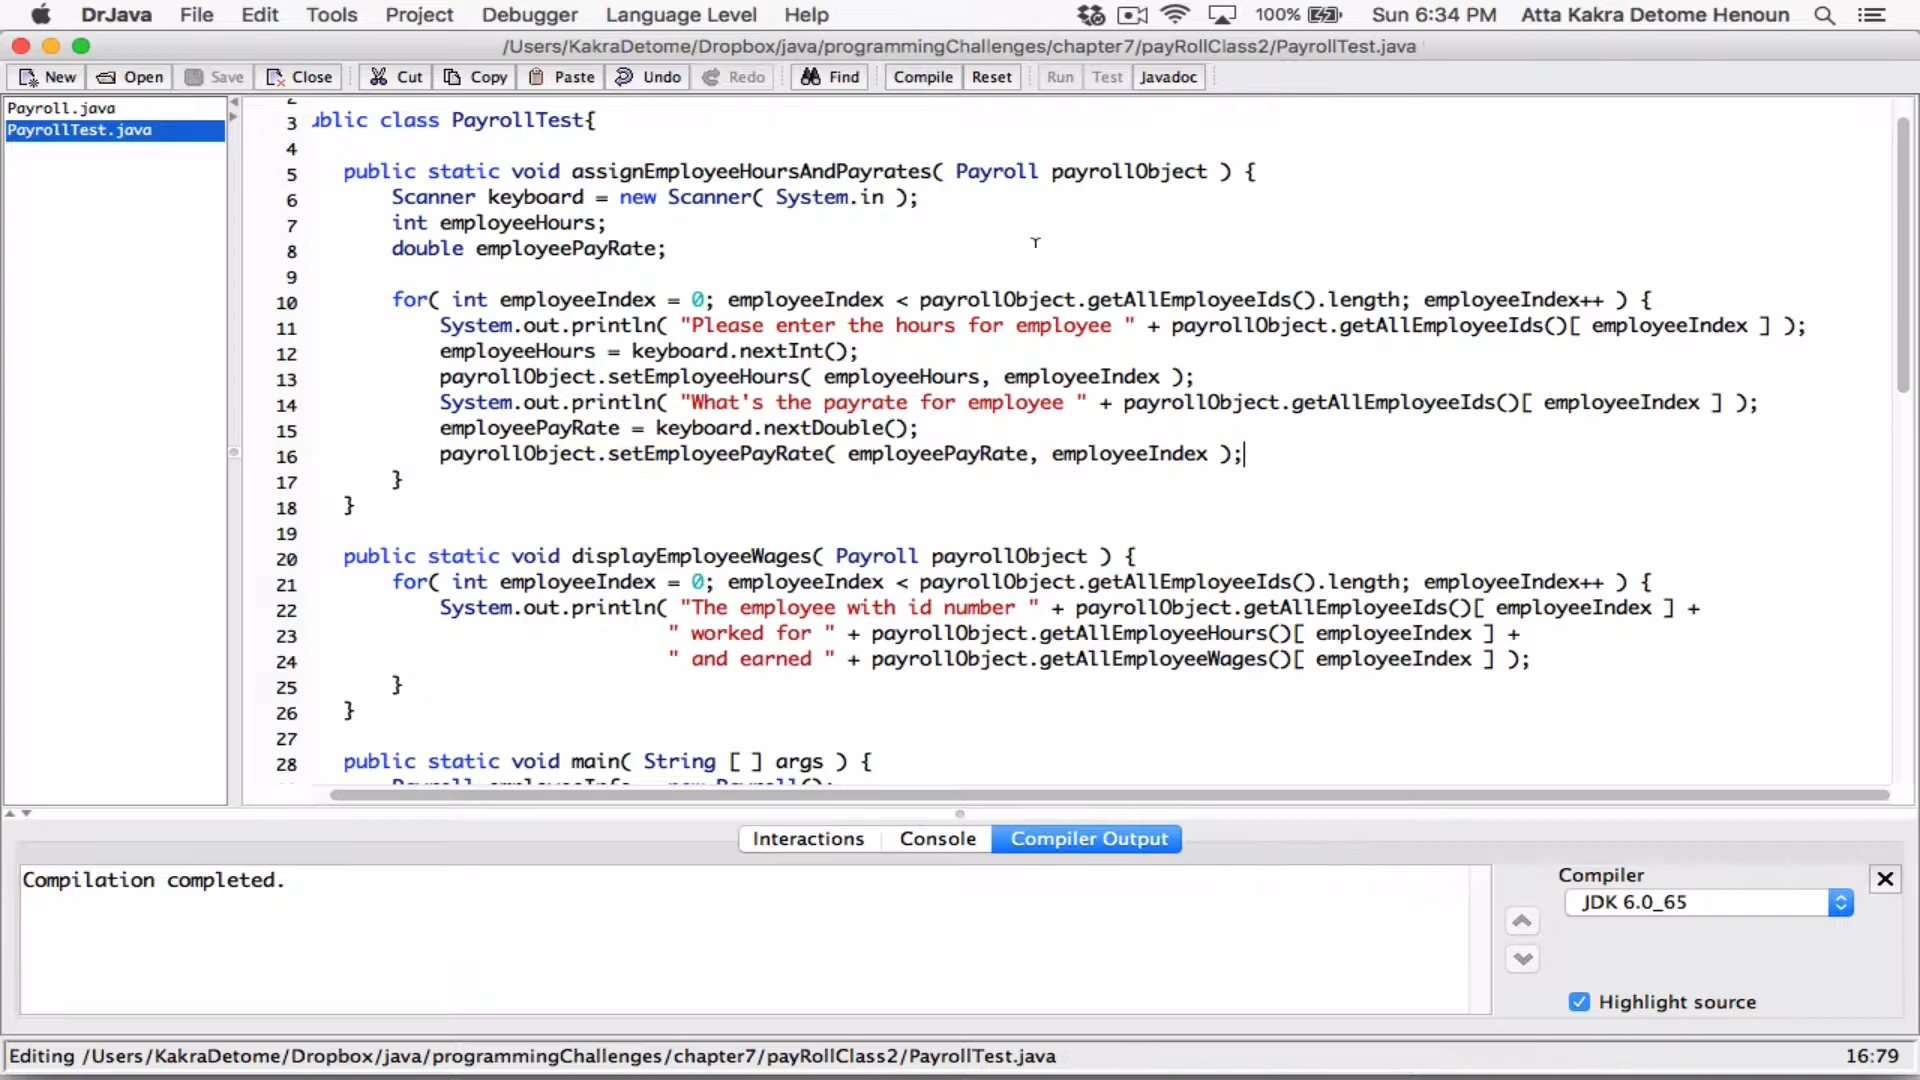 DrJava File Edit Tools Project Debugger Language Level Help 100% Sun 6:34 PM Atta Kakra Detome Henoun
/Users/KakraDetome/Dropbox/java/programmingChallenges/chapter7/payRollClass2/PayrollTest.java
New Open Save Close Cut Copy Paste Undo Redo Find Compile Reset Run Test Javadoc
Payroll.java
PayrollTest.java
2
3 ublic class PayrollTest{
4
5 public static void assignEmployeeHoursAndPayrates( Payroll payrollObject ) {
6 Scanner keyboard = new Scanner( System.in );
7 int employeeHours;
8 double employeePayRate;
9
10 for( int employeeIndex = 0; employeeIndex < payrollObject.getAllEmployeeIds().length; employeeIndex++ ) {
11 System.out.println( "Please enter the hours for employee " + payrollObject.getAllEmployeeIds()[ employeeIndex ] );
12 employeeHours = keyboard.nextInt();
13 payrollObject.setEmployeeHours( employeeHours, employeeIndex );
14 System.out.println( "What's the payrate for employee " + payrollObject.getAllEmployeeIds()[ employeeIndex ] );
15 employeePayRate = keyboard.nextDouble();
16 payrollObject.setEmployeePayRate( employeePayRate, employeeIndex );
17 }
18 }
19
20 public static void displayEmployeeWages( Payroll payrollObject ) {
21 for( int employeeIndex = 0; employeeIndex < payrollObject.getAllEmployeeIds().length; employeeIndex++ ) {
22 System.out.println( "The employee with id number " + payrollObject.getAllEmployeeIds()[ employeeIndex ] +
23 " worked for " + payrollObject.getAllEmployeeHours()[ employeeIndex ] +
24 " and earned " + payrollObject.getAllEmployeeWages()[ employeeIndex ] );
25 }
26 }
27
28 public static void main( String [ ] args ) {
Payroll employeeInfo = new Payroll();
Interactions Console Compiler Output
Compilation completed.
Compiler
JDK 6.0_65
Highlight source
Editing /Users/KakraDetome/Dropbox/java/programmingChallenges/chapter7/payRollClass2/PayrollTest.java 16:79